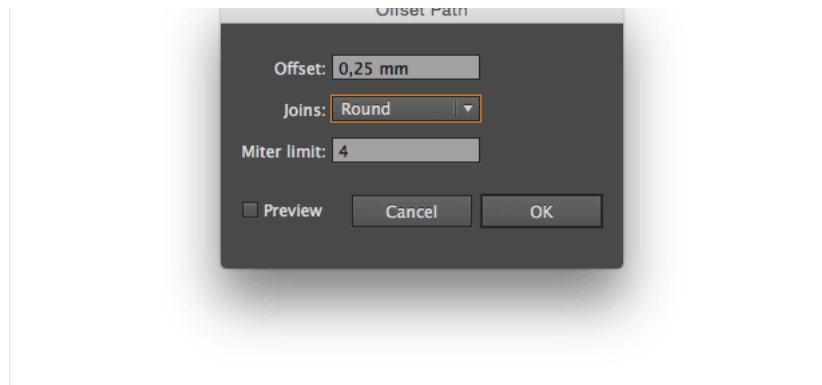 Offset Path
Offset: 0,25 mm
Joins: Round
Miter limit: 4
Preview Cancel OK